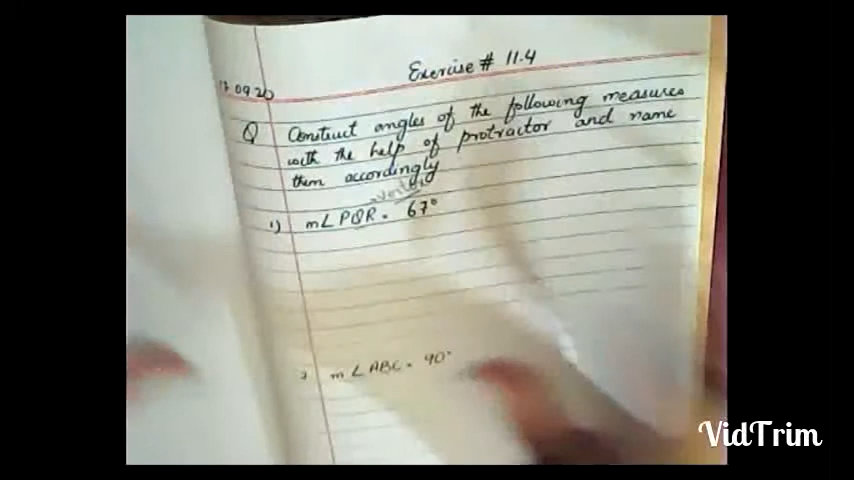 Exercise # 11.4
17.09.20
Q Construct angles of the following measures
with the help of protractor and name
them accordingly
vertex
1) m∠PQR = 67°
2) m∠ABC = 90°
VidTrim